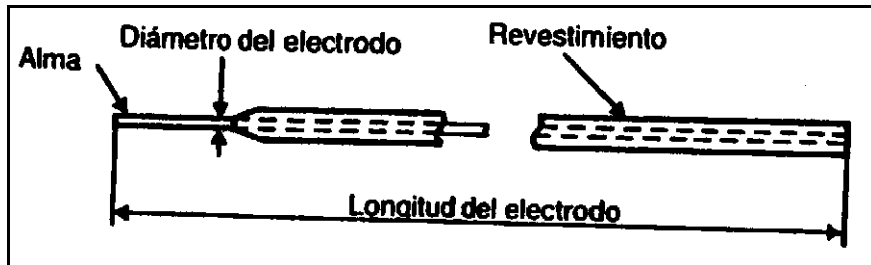 Diámetro del electrodo
Revestimiento
Alma
Longitud del electrodo